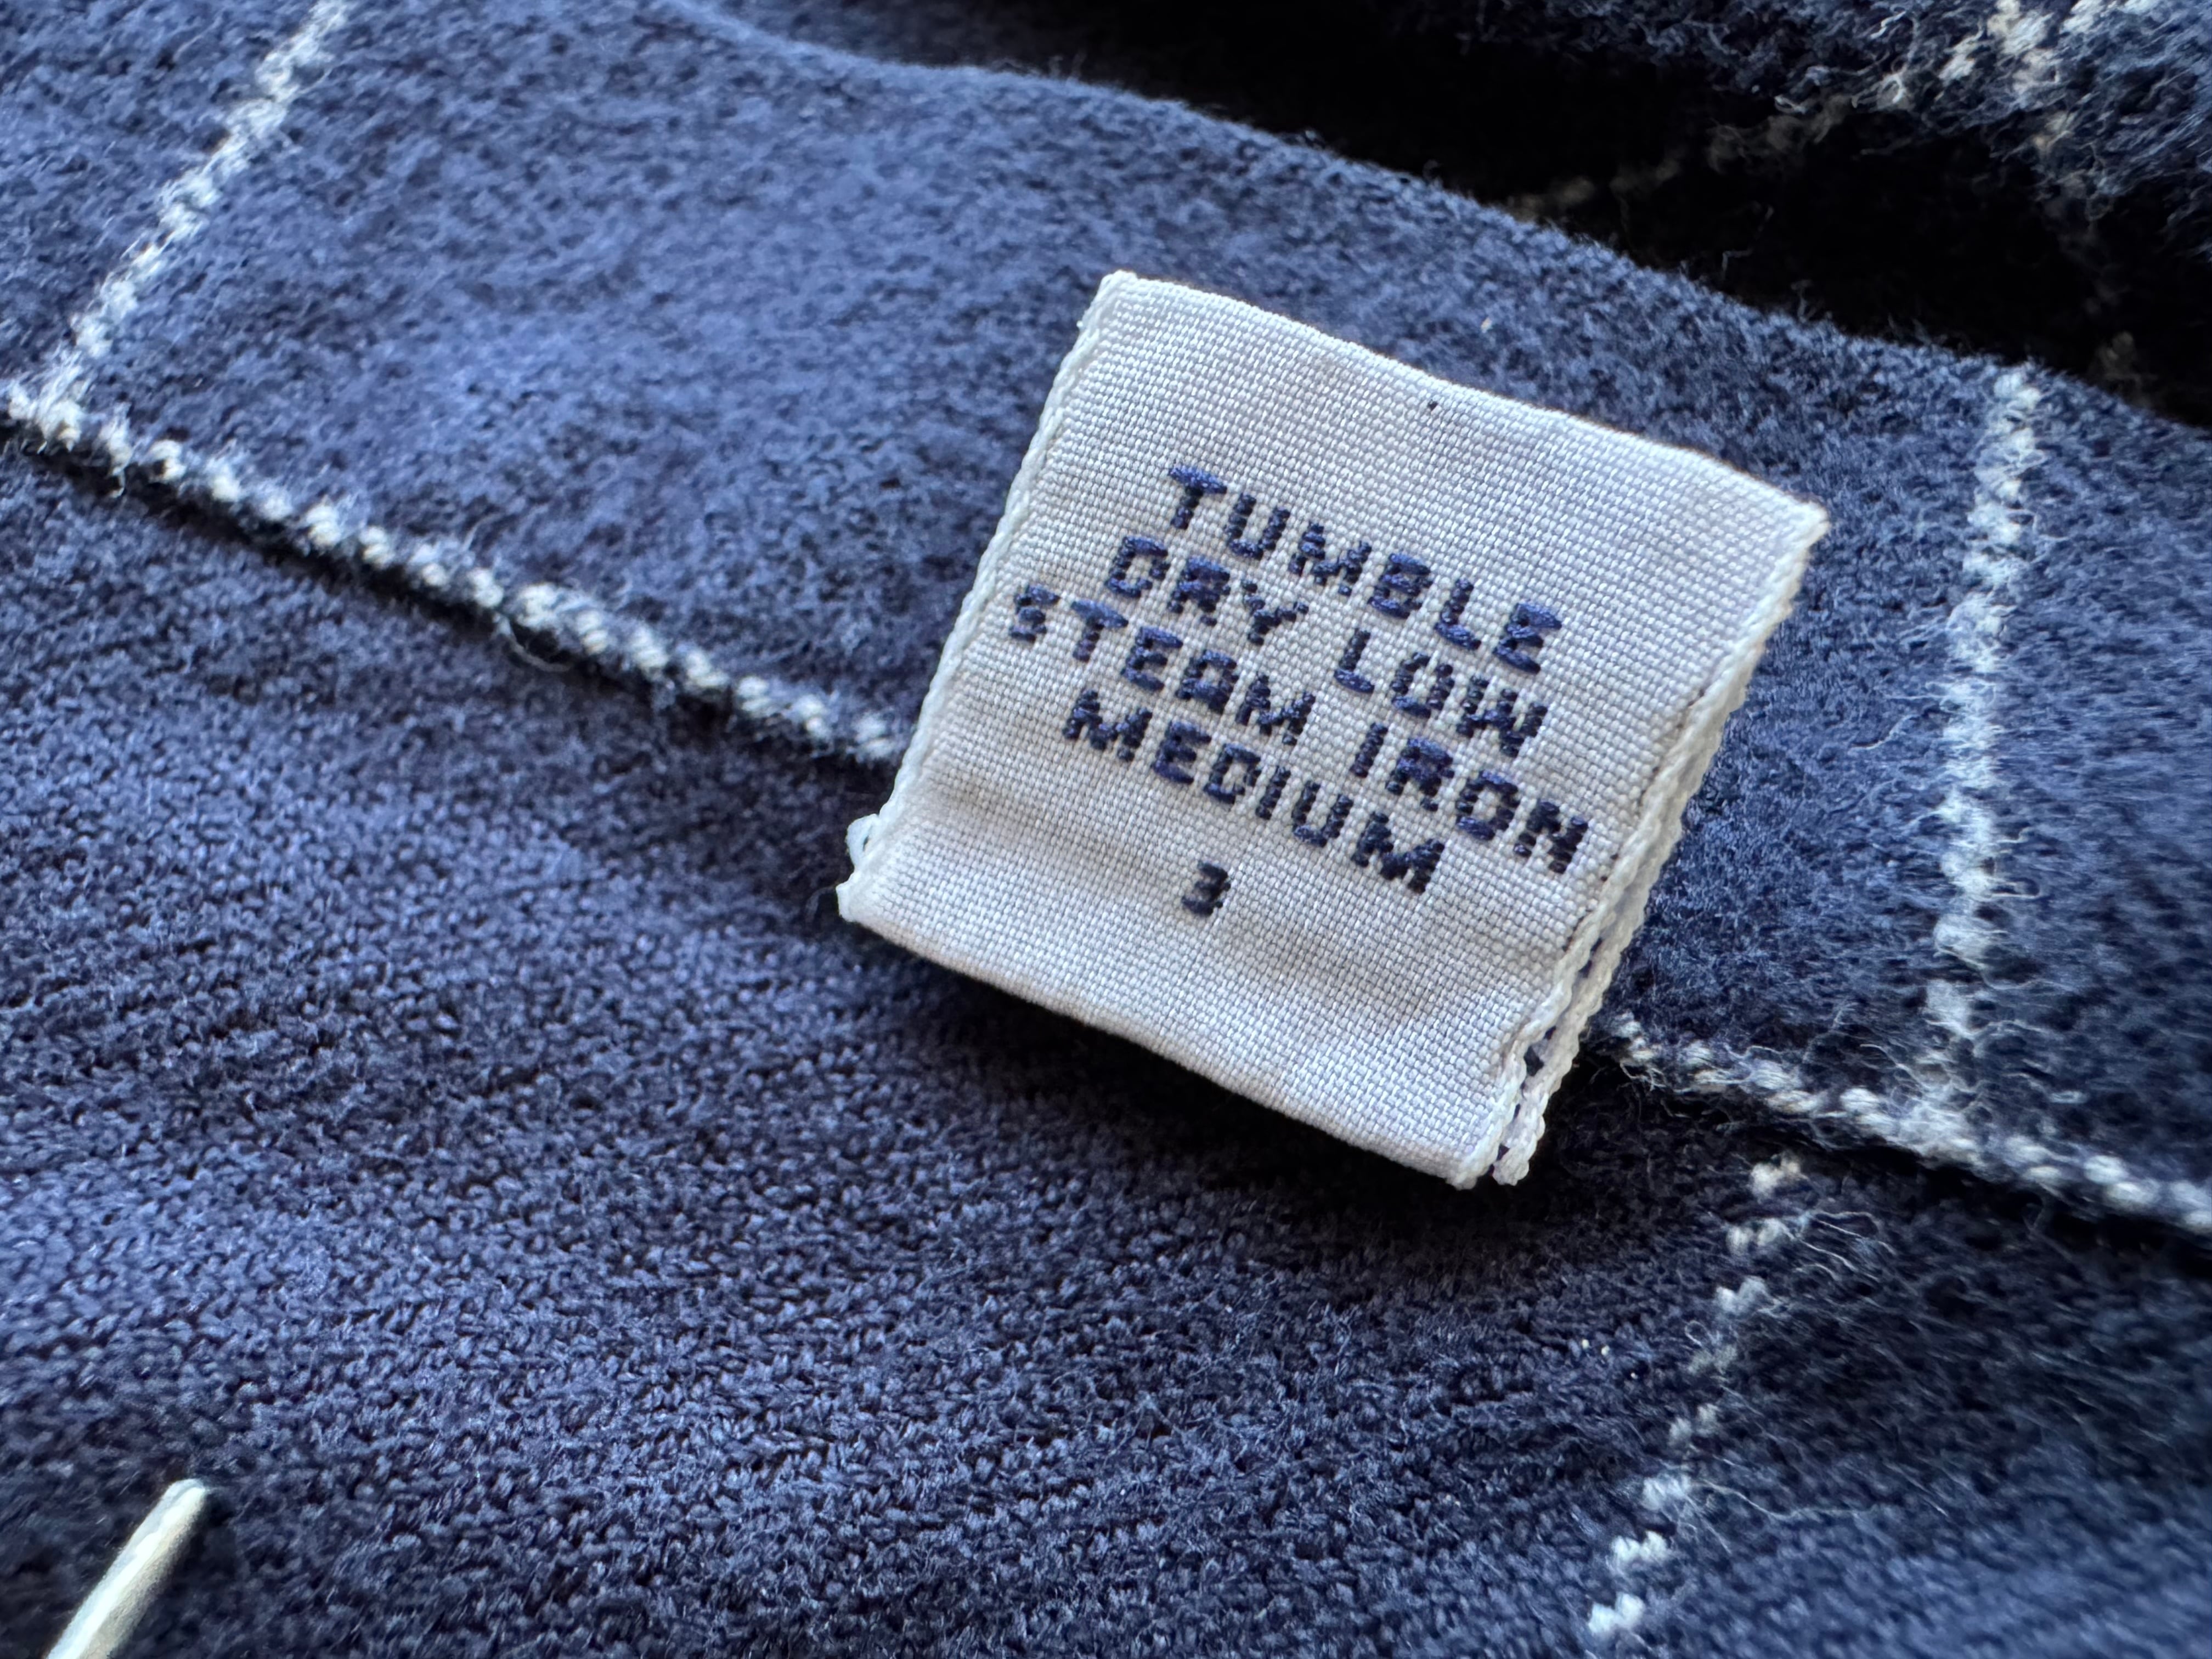 TUMBLE
DRY LOW
STEAM IRON
MEDIUM
3